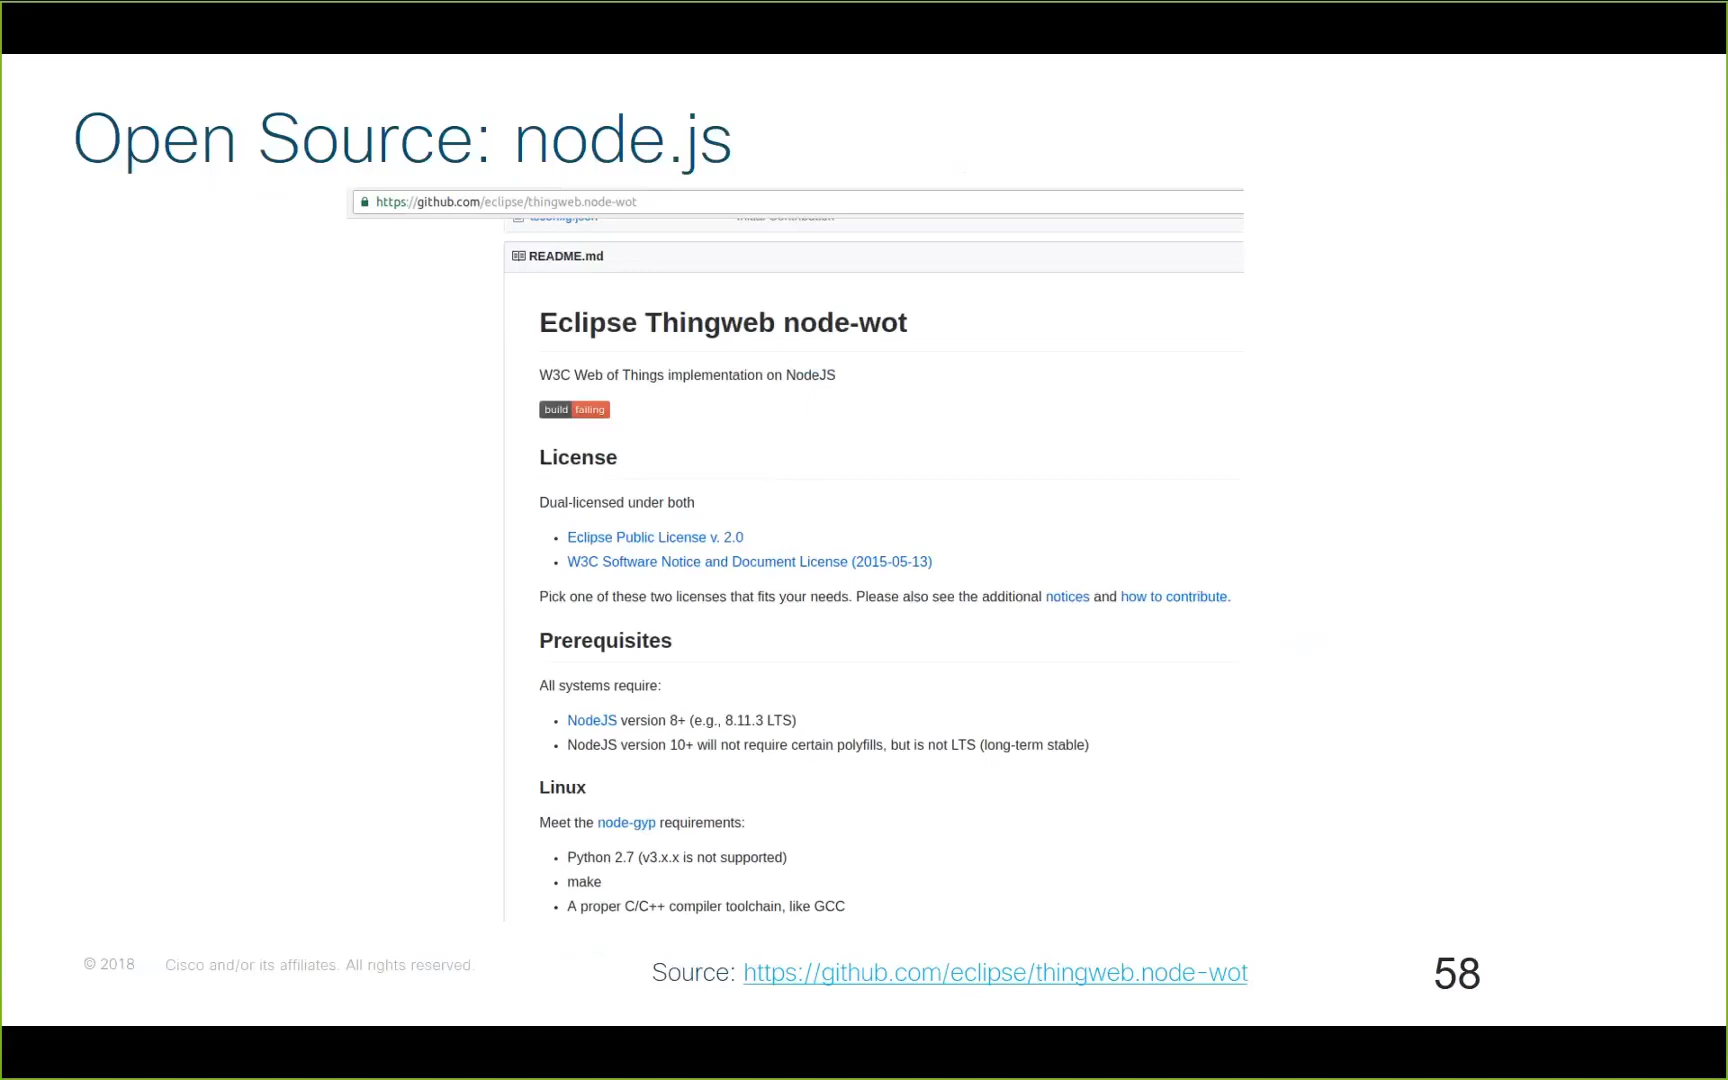 Open Source: node.js
https://github.com/eclipse/thingweb.node-wot
tsconfig.json Initial Contribution
README.md
Eclipse Thingweb node-wot
W3C Web of Things implementation on NodeJS
build failing
License
Dual-licensed under both
• Eclipse Public License v. 2.0
• W3C Software Notice and Document License (2015-05-13)
Pick one of these two licenses that fits your needs. Please also see the additional notices and how to contribute.
Prerequisites
All systems require:
• NodeJS version 8+ (e.g., 8.11.3 LTS)
• NodeJS version 10+ will not require certain polyfills, but is not LTS (long-term stable)
Linux
Meet the node-gyp requirements:
• Python 2.7 (v3.x.x is not supported)
• make
• A proper C/C++ compiler toolchain, like GCC
© 2018 Cisco and/or its affiliates. All rights reserved.
Source: https://github.com/eclipse/thingweb.node-wot
58